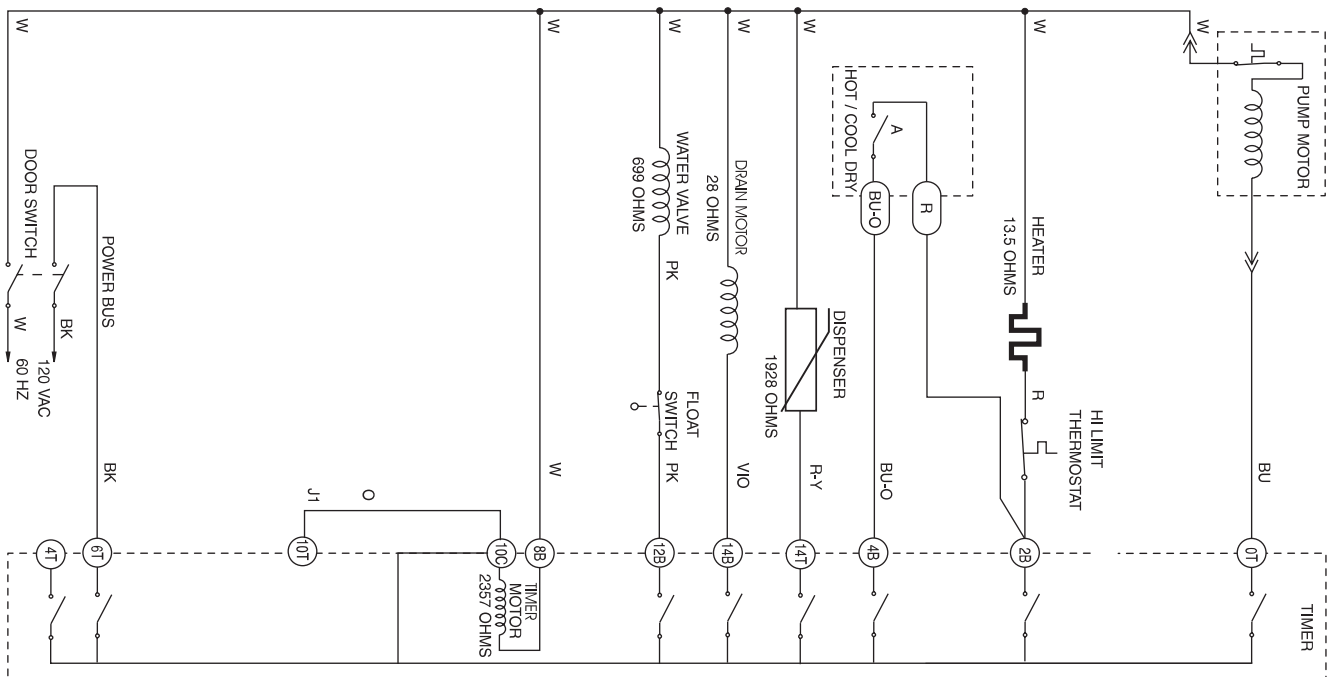 W
W
W
W
W
W
W
PUMP MOTOR
HOT / COOL DRY
A
BU-O
R
WATER VALVE
699 OHMS
DRAIN MOTOR
28 OHMS
HEATER
13.5 OHMS
DOOR SWITCH
POWER BUS
PK
DISPENSER
1928 OHMS
W
BK
120 VAC
60 HZ
FLOAT
SWITCH
R
HI LIMIT
THERMOSTAT
BK
J1
O
W
PK
VIO
R-Y
BU-O
BU
4T
6T
10T
10C
8B
12B
14B
14T
4B
2B
0T
TIMER
MOTOR
2357 OHMS
TIMER